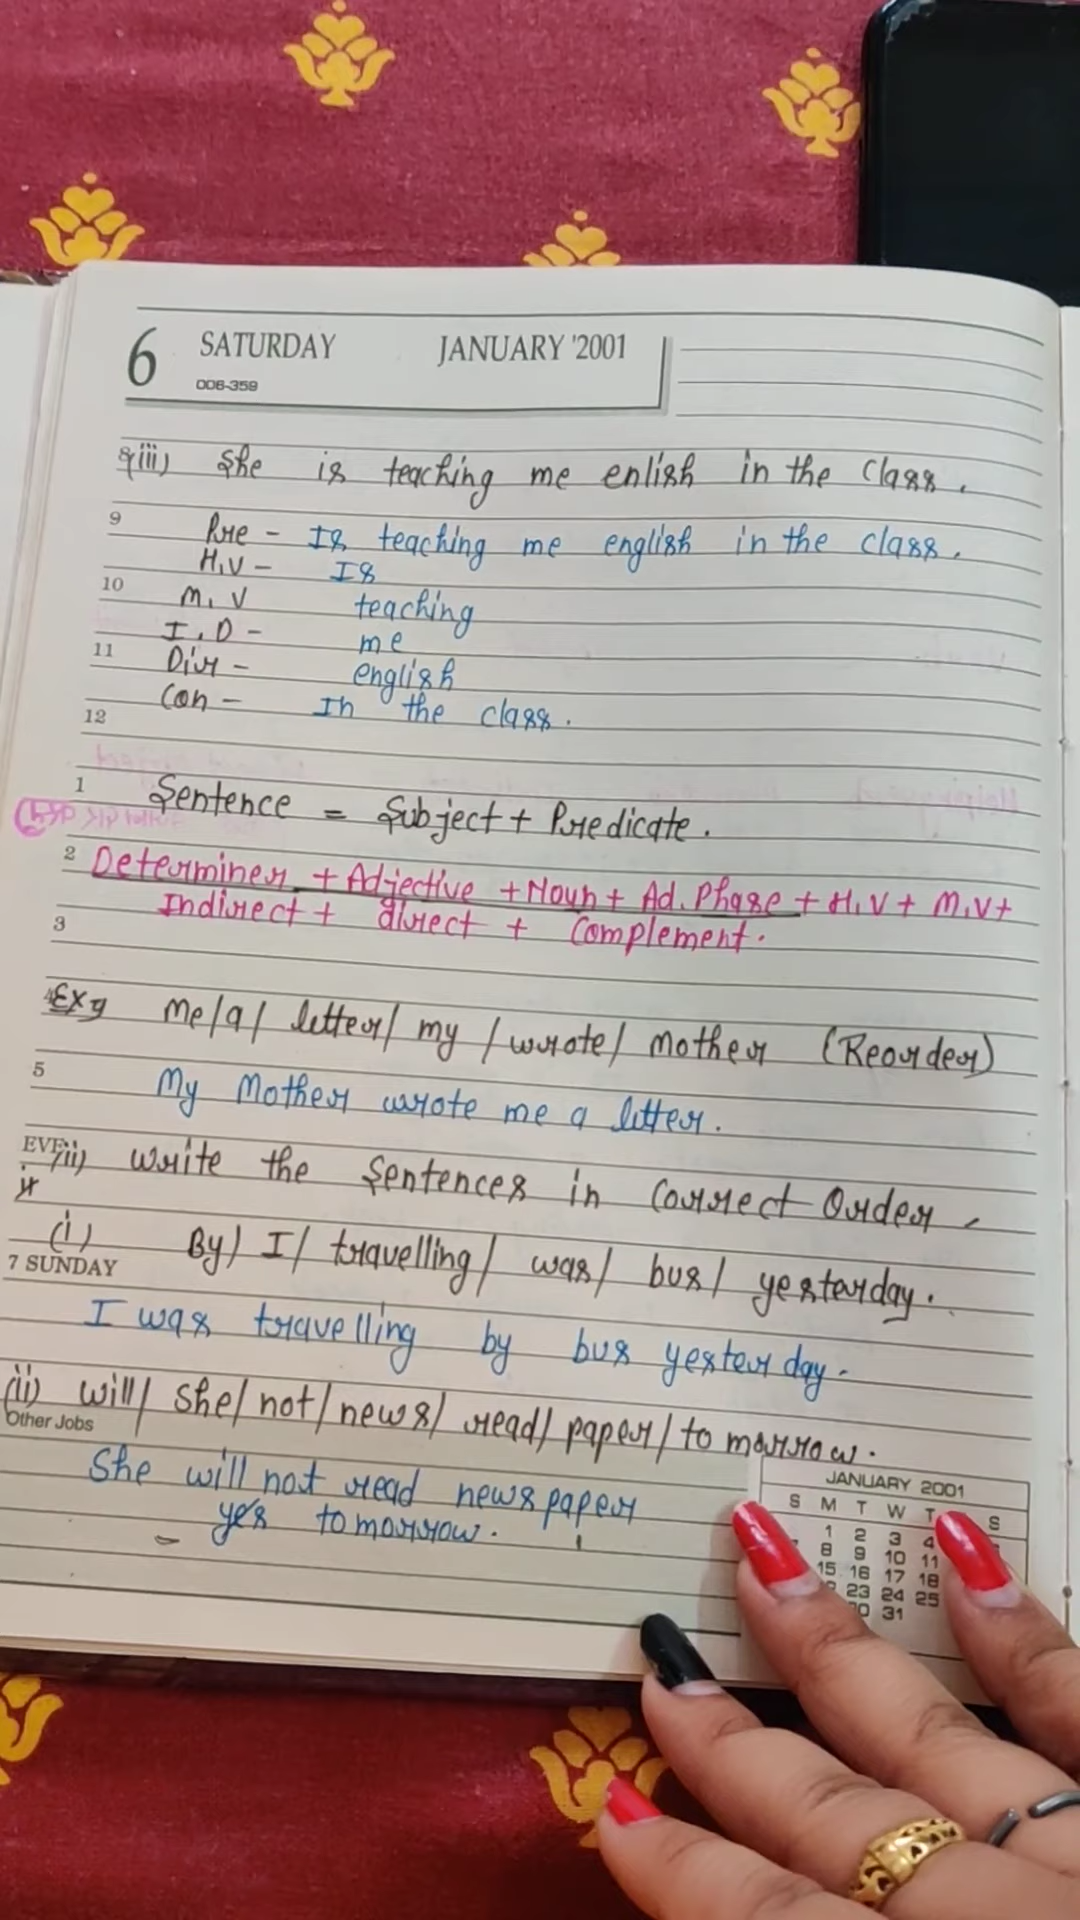 6 SATURDAY JANUARY '2001
006-359
8 (iii) She is teaching me enlish in the class.
9 Pre - Is teaching me english in the class.
H.V - Is
10 M.V teaching
I.D - me
11 Dir - english
Con - In the class.
12
1 Sentence = Subject + Predicate.
2 Determiner + Adjective + Noun + Ad. Phase + H.V + M.V +
Indirect + direct + Complement.
3
Ex me/a/ letter/ my /wrote/ mother (Reorder)
5 My Mother wrote me a letter.
EVE (ii) write the Sentences in Correct Order
(i) By/ I/ travelling/ was/ bus/ yesterday.
7 SUNDAY
I was travelling by bus yesterday.
(ii) will/ she/ not/ news/ read/ paper/ to morrow.
Other Jobs
She will not read newspaper
yes tomorrow.
JANUARY 2001
S M T W T S
1 2 3 4
8 9 10 11
15 16 17 18
23 24 25
31